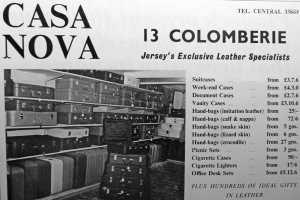 CASA
NOVA
TEL. CENTRAL
13 COLOMBERIE
Jersey's Exclusive Leather Specialists
Suitcases from £3.7.6
Week-end Cases from £4.5.0
Document Cases from £2.7.6
Vanity Cases from £3.10.6
Hand-bags (imitation leather) from 25/-
Hand-bags (calf & nappa) from 72/6
Hand-bags (snake skin) from 5 gns.
Hand-bags (lizard skin) from 6 gns.
Hand-bags (crocodile) from 27 gns.
Picnic Sets from 3 gns.
Cigarette Cases from 50/-
Cigarette Lighters from 17/6
Office Desk Sets from £5.12.6
PLUS HUNDREDS OF IDEAL GIFTS
IN LEATHER